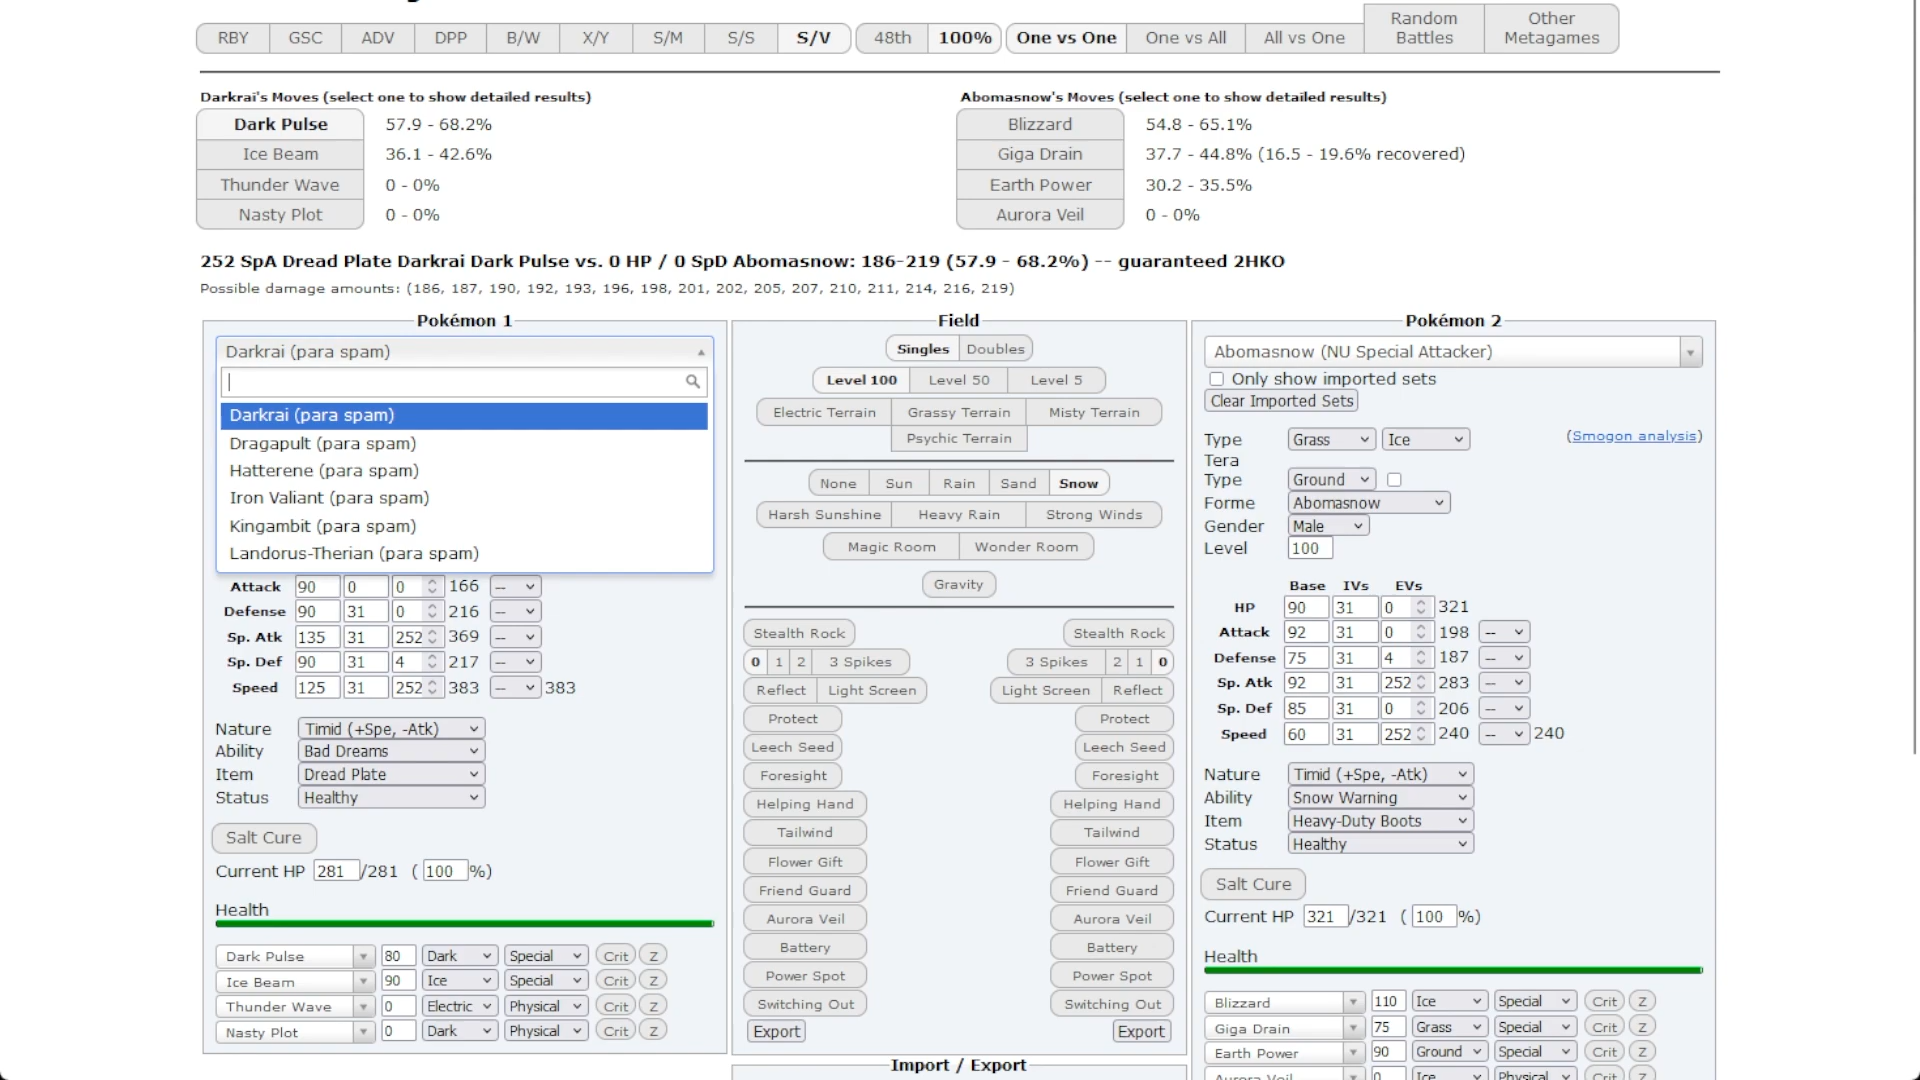 RBY GSC ADV DPP B/W X/Y S/M S/S S/V 48th 100% One vs One One vs All All vs One Random Battles Other Metagames
Darkrai's Moves (select one to show detailed results)
Dark Pulse 57.9 - 68.2%
Ice Beam 36.1 - 42.6%
Thunder Wave 0 - 0%
Nasty Plot 0 - 0%
Abomasnow's Moves (select one to show detailed results)
Blizzard 54.8 - 65.1%
Giga Drain 37.7 - 44.8% (16.5 - 19.6% recovered)
Earth Power 30.2 - 35.5%
Aurora Veil 0 - 0%
252 SpA Dread Plate Darkrai Dark Pulse vs. 0 HP / 0 SpD Abomasnow: 186-219 (57.9 - 68.2%) -- guaranteed 2HKO
Possible damage amounts: (186, 187, 190, 192, 193, 196, 198, 201, 202, 205, 207, 210, 211, 214, 216, 219)
Pokémon 1
Darkrai (para spam)
Darkrai (para spam)
Dragapult (para spam)
Hatterene (para spam)
Iron Valiant (para spam)
Kingambit (para spam)
Landorus-Therian (para spam)
Attack 90 0 0 166 --
Defense 90 31 0 216 --
Sp. Atk 135 31 252 369 --
Sp. Def 90 31 4 217 --
Speed 125 31 252 383 -- 383
Nature Timid (+Spe, -Atk)
Ability Bad Dreams
Item Dread Plate
Status Healthy
Salt Cure
Current HP 281 /281 ( 100 %)
Health
Dark Pulse 80 Dark Special Crit Z
Ice Beam 90 Ice Special Crit Z
Thunder Wave 0 Electric Physical Crit Z
Nasty Plot 0 Dark Physical Crit Z
Field
Singles Doubles
Level 100 Level 50 Level 5
Electric Terrain Grassy Terrain Misty Terrain
Psychic Terrain
None Sun Rain Sand Snow
Harsh Sunshine Heavy Rain Strong Winds
Magic Room Wonder Room
Gravity
Stealth Rock Stealth Rock
0 1 2 3 Spikes 3 Spikes 2 1 0
Reflect Light Screen Light Screen Reflect
Protect Protect
Leech Seed Leech Seed
Foresight Foresight
Helping Hand Helping Hand
Tailwind Tailwind
Flower Gift Flower Gift
Friend Guard Friend Guard
Aurora Veil Aurora Veil
Battery Battery
Power Spot Power Spot
Switching Out Switching Out
Export Export
Import / Export
Pokémon 2
Abomasnow (NU Special Attacker)
Only show imported sets
Clear Imported Sets
Type Grass Ice (Smogon analysis)
Tera Type Ground
Forme Abomasnow
Gender Male
Level 100
Base IVs EVs
HP 90 31 0 321
Attack 92 31 0 198 --
Defense 75 31 4 187 --
Sp. Atk 92 31 252 283 --
Sp. Def 85 31 0 206 --
Speed 60 31 252 240 -- 240
Nature Timid (+Spe, -Atk)
Ability Snow Warning
Item Heavy-Duty Boots
Status Healthy
Salt Cure
Current HP 321 /321 ( 100 %)
Health
Blizzard 110 Ice Special Crit Z
Giga Drain 75 Grass Special Crit Z
Earth Power 90 Ground Special Crit Z
Aurora Veil 0 Ice Physical Crit Z